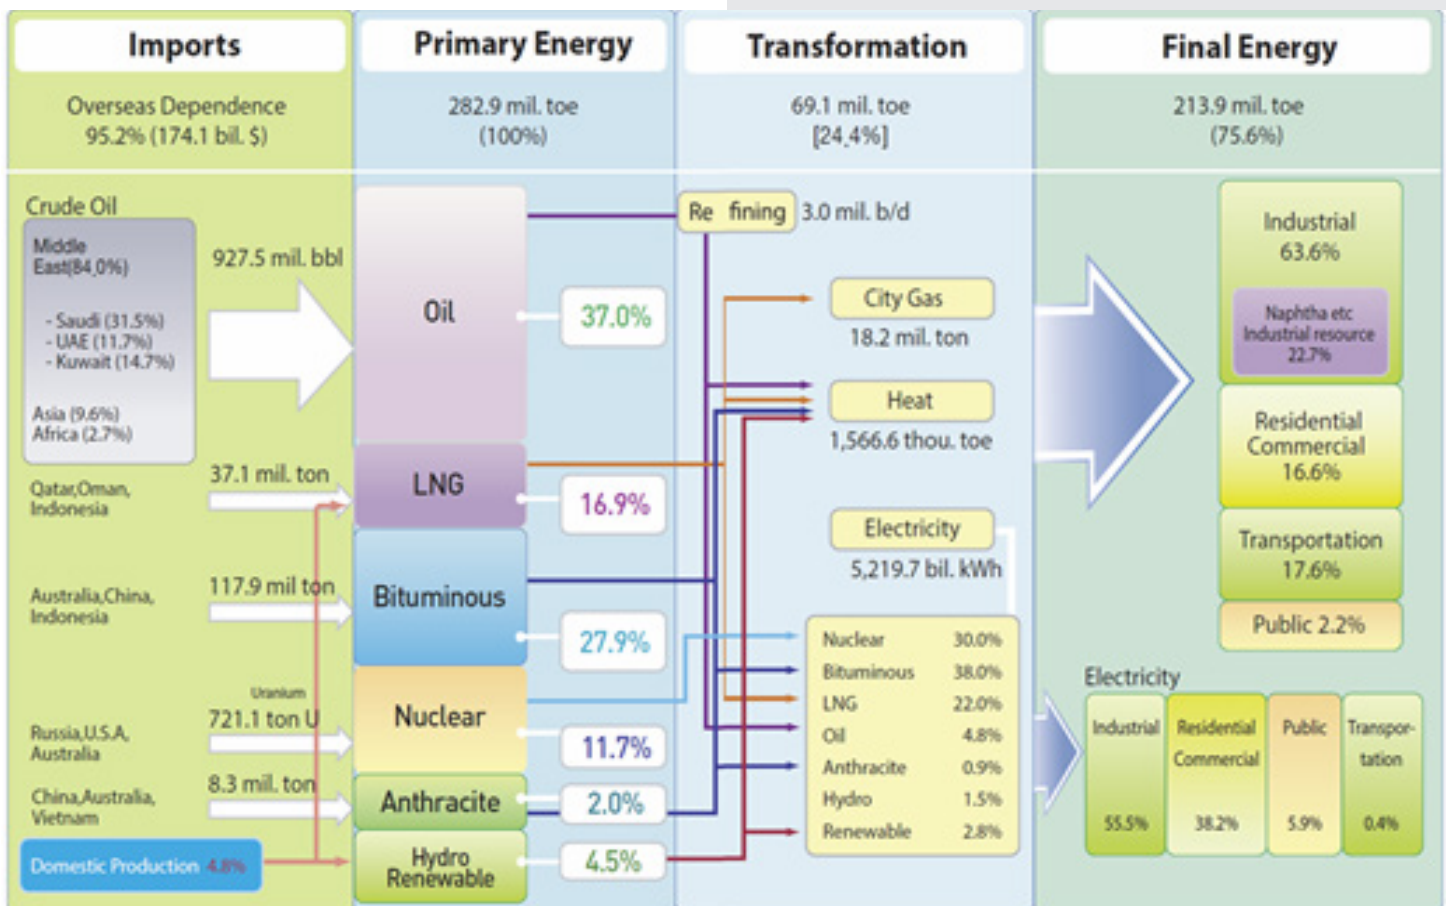 Imports
Overseas Dependence
95.2% (174.1 bil. $)
Crude Oil
Middle
East(84.0%)
- Saudi (31.5%)
- UAE (11.7%)
- Kuwait (14.7%)
Asia (9.6%)
Africa (2.7%)
927.5 mil. bbl
Qatar,Oman,
Indonesia
37.1 mil. ton
Australia,China,
Indonesia
117.9 mil ton
Russia,U.S.A,
Australia
Uranium
721.1 ton U
China,Australia,
Vietnam
8.3 mil. ton
Domestic Production 4.8%
Primary Energy
282.9 mil. toe
(100%)
Oil
37.0%
LNG
16.9%
Bituminous
27.9%
Nuclear
11.7%
Anthracite
2.0%
Hydro
Renewable
4.5%
Transformation
69.1 mil. toe
[24.4%]
Re fining 3.0 mil. b/d
City Gas
18.2 mil. ton
Heat
1,566.6 thou. toe
Electricity
5,219.7 bil. kWh
Nuclear 30.0%
Bituminous 38.0%
LNG 22.0%
Oil 4.8%
Anthracite 0.9%
Hydro 1.5%
Renewable 2.8%
Final Energy
213.9 mil. toe
(75.6%)
Industrial
63.6%
Naphtha etc
Industrial resource
22.7%
Residential
Commercial
16.6%
Transportation
17.6%
Public 2.2%
Electricity
Industrial
55.5%
Residential
Commercial
38.2%
Public
5.9%
Transpor-
tation
0.4%